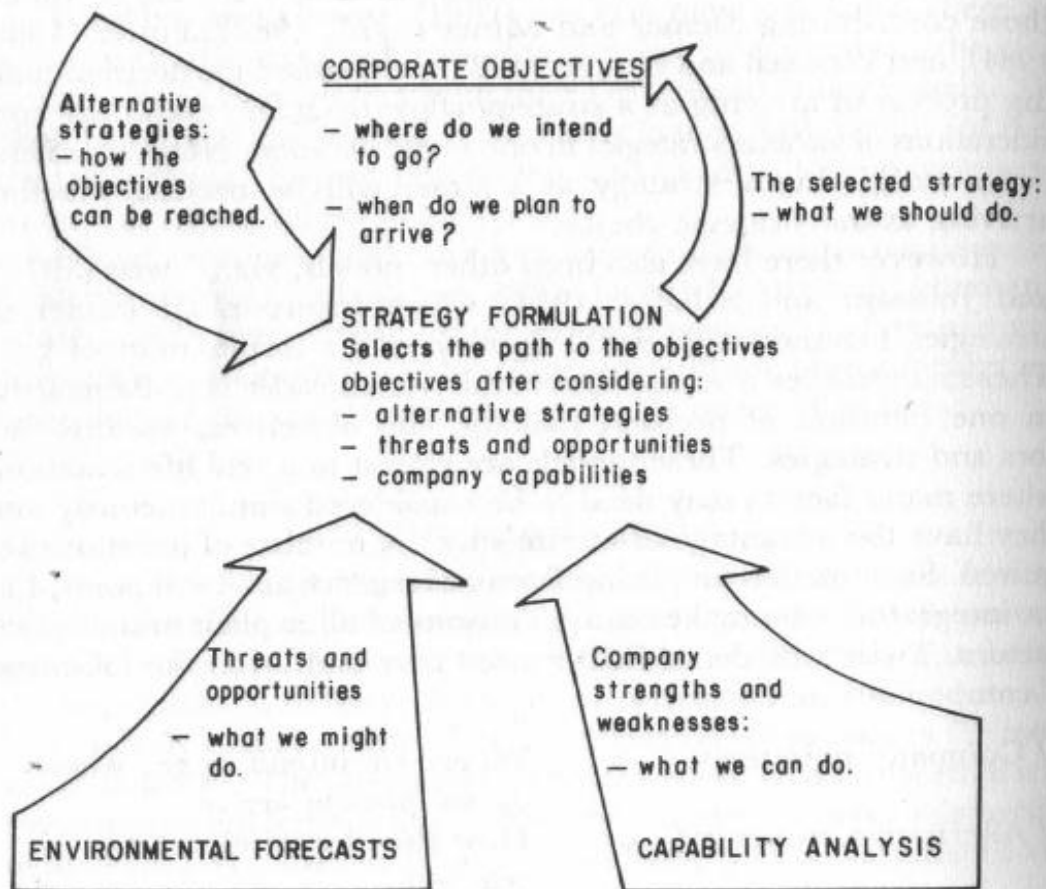 CORPORATE OBJECTIVES
– where do we intend
to go?
– when do we plan to
arrive?
Alternative
strategies:
– how the
objectives
can be reached.
The selected strategy:
– what we should do.
STRATEGY FORMULATION
Selects the path to the objectives
objectives after considering:
– alternative strategies
threats and opportunities
– company capabilities
Threats and
opportunities
– what we might
do.
Company
strengths and
weaknesses:
– what we can do.
ENVIRONMENTAL FORECASTS
CAPABILITY ANALYSIS